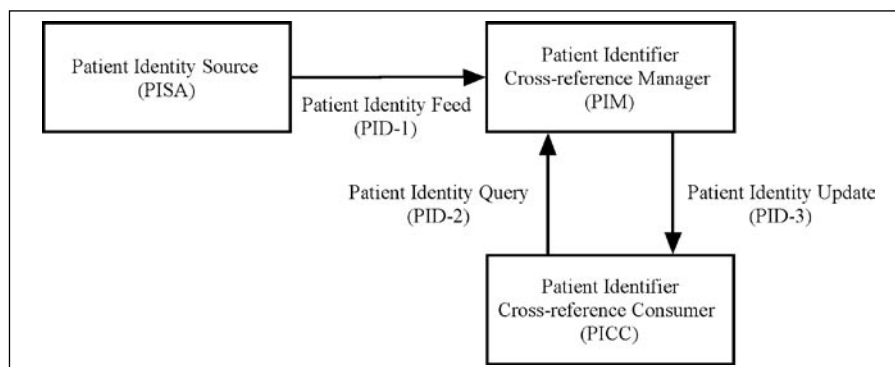 Patient Identity Source
(PISA)
Patient Identifier
Cross-reference Manager
(PIM)
Patient Identity Feed
(PID-1)
Patient Identity Query
(PID-2)
Patient Identity Update
(PID-3)
Patient Identifier
Cross-reference Consumer
(PICC)